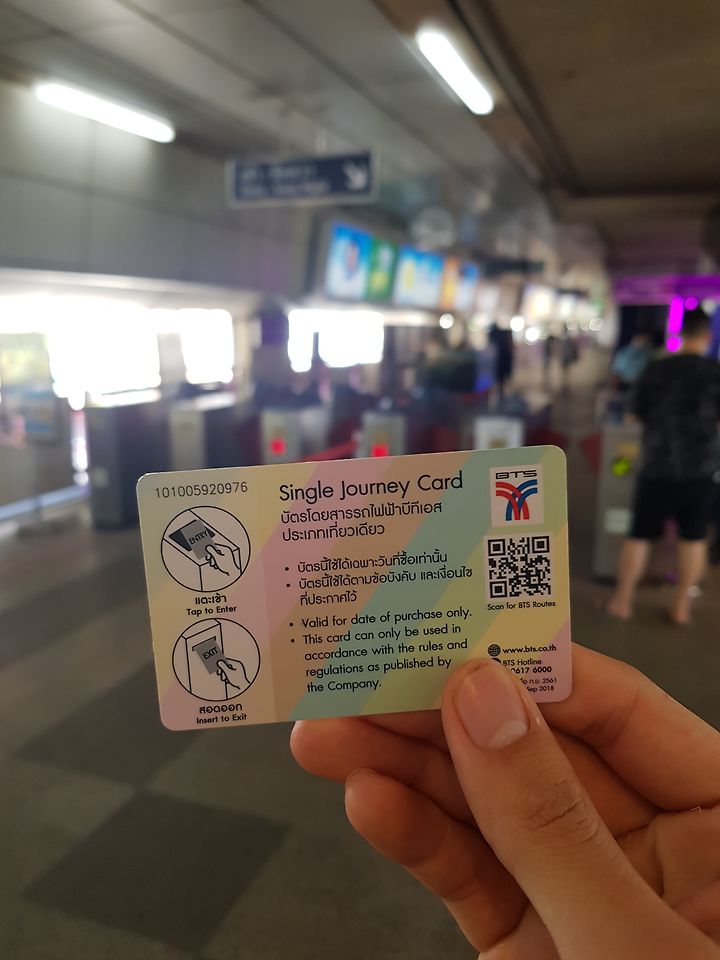 101005920976
ENTRY
แตะเข้า
Tap to Enter
EXIT
สอดออก
Insert to Exit
Single Journey Card
บัตรโดยสารรถไฟฟ้าบีทีเอส
ประเภทเที่ยวเดียว
• บัตรนี้ใช้ได้เฉพาะวันที่ซื้อเท่านั้น
• บัตรนี้ใช้ได้ตามข้อบังคับ และเงื่อนไข
ที่ประกาศไว้
• Valid for date of purchase only.
• This card can only be used in
accordance with the rules and
regulations as published by
the Company.
BTS
Scan for BTS Routes
www.bts.co.th
BTS Hotline
0617 6000
ก.ย. 2561
Sep 2018